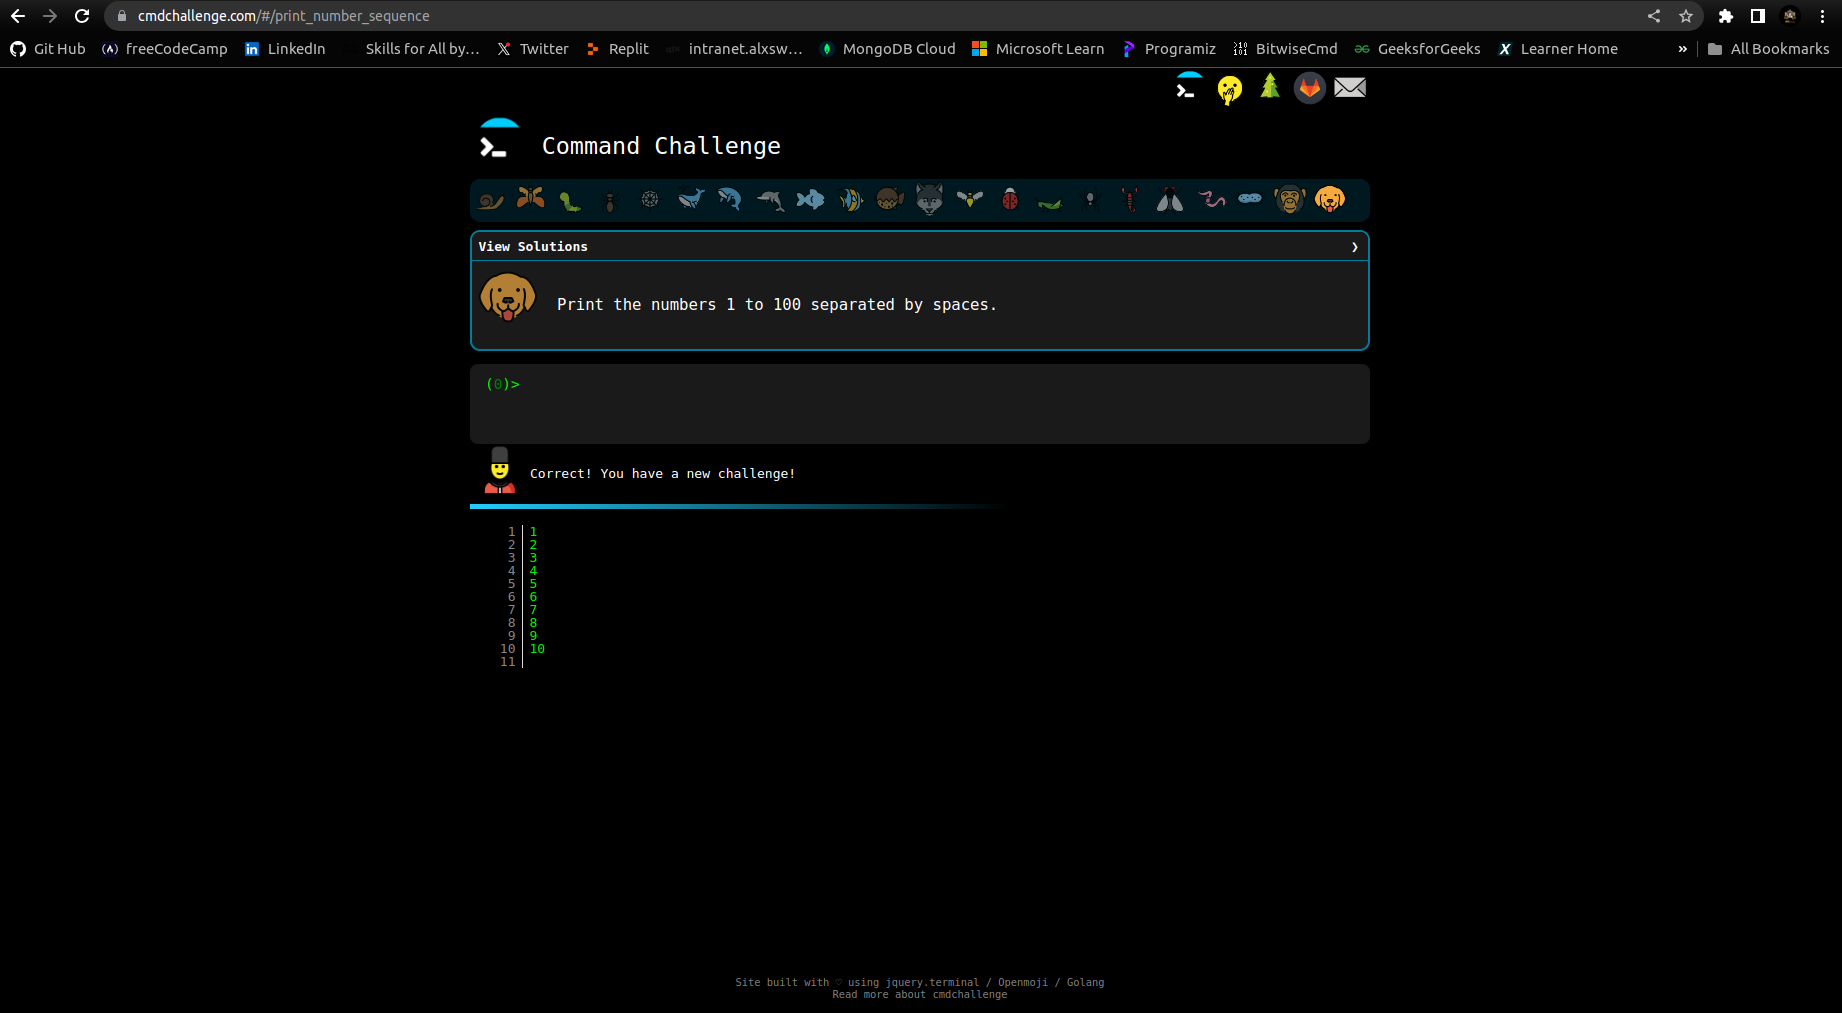 cmdchallenge.com/#/print_number_sequence
Git Hub freeCodeCamp LinkedIn Skills for All by... Twitter Replit intranet.alxsw... MongoDB Cloud Microsoft Learn Programiz BitwiseCmd GeeksforGeeks Learner Home » All Bookmarks
Command Challenge
View Solutions ❯
Print the numbers 1 to 100 separated by spaces.
(0)>
Correct! You have a new challenge!
1 1
2 2
3 3
4 4
5 5
6 6
7 7
8 8
9 9
10 10
11
Site built with ♡ using jquery.terminal / Openmoji / Golang
Read more about cmdchallenge